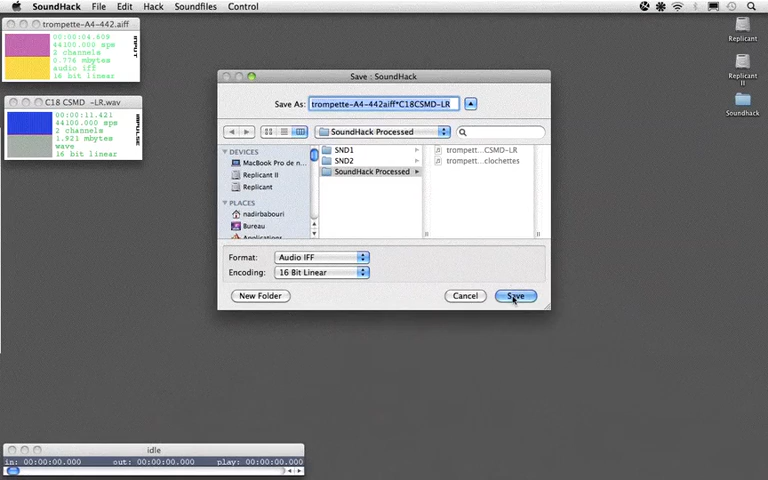 SoundHack File Edit Hack Soundfiles Control
trompette-A4-442.aiff
00:00:04.609
44100.000 sps
2 channels
0.776 mbytes
audio iff
16 bit linear
INPUT
C18 CSMD -LR.wav
00:00:11.421
44100.000 sps
2 channels
1.921 mbytes
wave
16 bit linear
IMPULSE
Save : SoundHack
Save As: trompette-A4-442aiff*C18CSMD-LR
SoundHack Processed
DEVICES
MacBook Pro de n...
Replicant II
Replicant
PLACES
nadirbabouri
Bureau
Applications
SND1
SND2
SoundHack Processed
trompett...CSMD-LR
trompett...clochettes
Format: Audio IFF
Encoding: 16 Bit Linear
New Folder
Cancel
Save
Replicant
Replicant
II
Soundhack
idle
in: 00:00:00.000 out: 00:00:00.000 play: 00:00:00.000